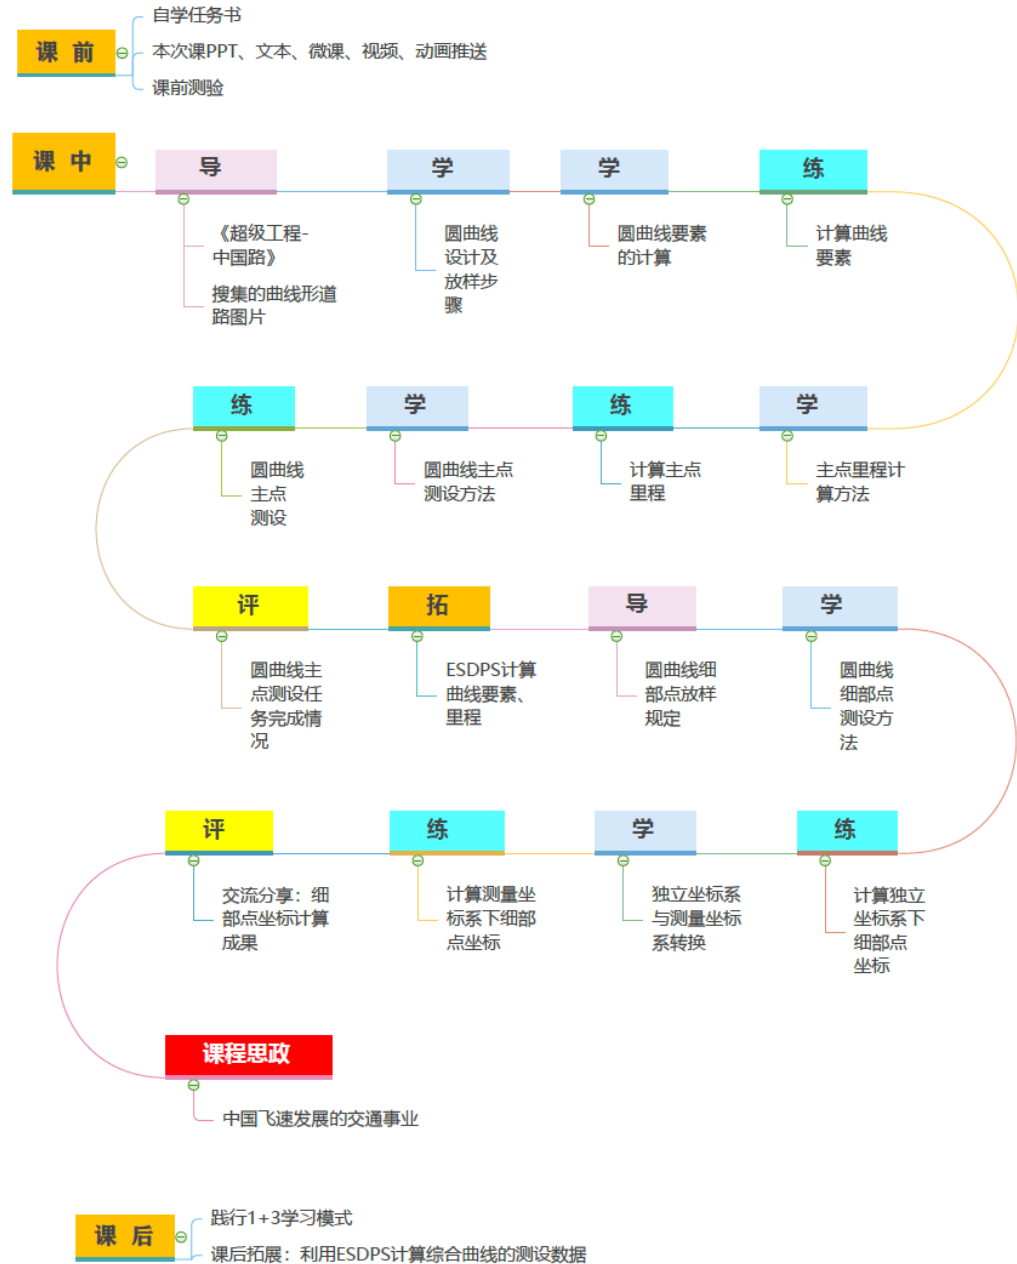 自学任务书
课 前
本次课PPT、文本、微课、视频、动画推送
课前测验
课 中
导
学
学
练
《超级工程-
中国路》
搜集的曲线形道
路图片
圆曲线
设计及
放样步
骤
圆曲线要素
的计算
计算曲线
要素
练
学
练
学
圆曲线
主点
测设
圆曲线主点
测设方法
计算主点
里程
主点里程计
算方法
评
拓
导
学
圆曲线主
点测设任
务完成情
况
ESDPS计算
曲线要素、
里程
圆曲线细
部点放样
规定
圆曲线
细部点
测设方
法
评
练
学
练
交流分享：细
部点坐标计算
成果
计算测量坐
标系下细部
点坐标
独立坐标系
与测量坐标
系转换
计算独立
坐标系下
细部点
坐标
课程思政
中国飞速发展的交通事业
课 后
践行1+3学习模式
课后拓展：利用ESDPS计算综合曲线的测设数据